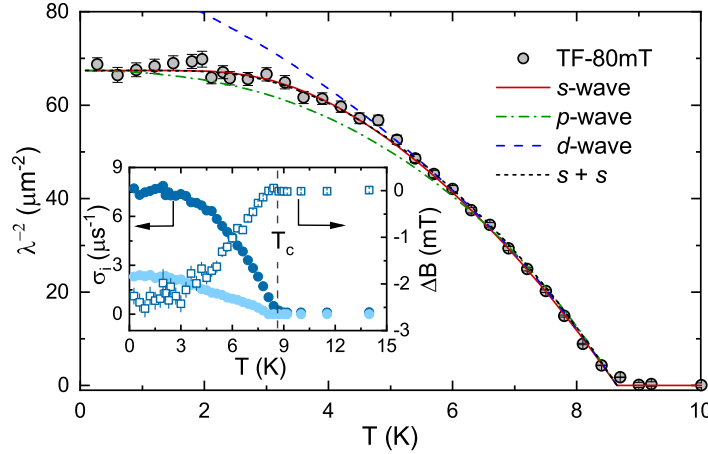 80
60
40
20
0
λ⁻² (μm⁻²)
0
2
4
6
8
10
T (K)
TF-80mT
s-wave
p-wave
d-wave
s + s
9
6
3
0
σᵢ (μs⁻¹)
0
-1
-2
-3
ΔB (mT)
T_c
0
3
6
9
12
15
T (K)